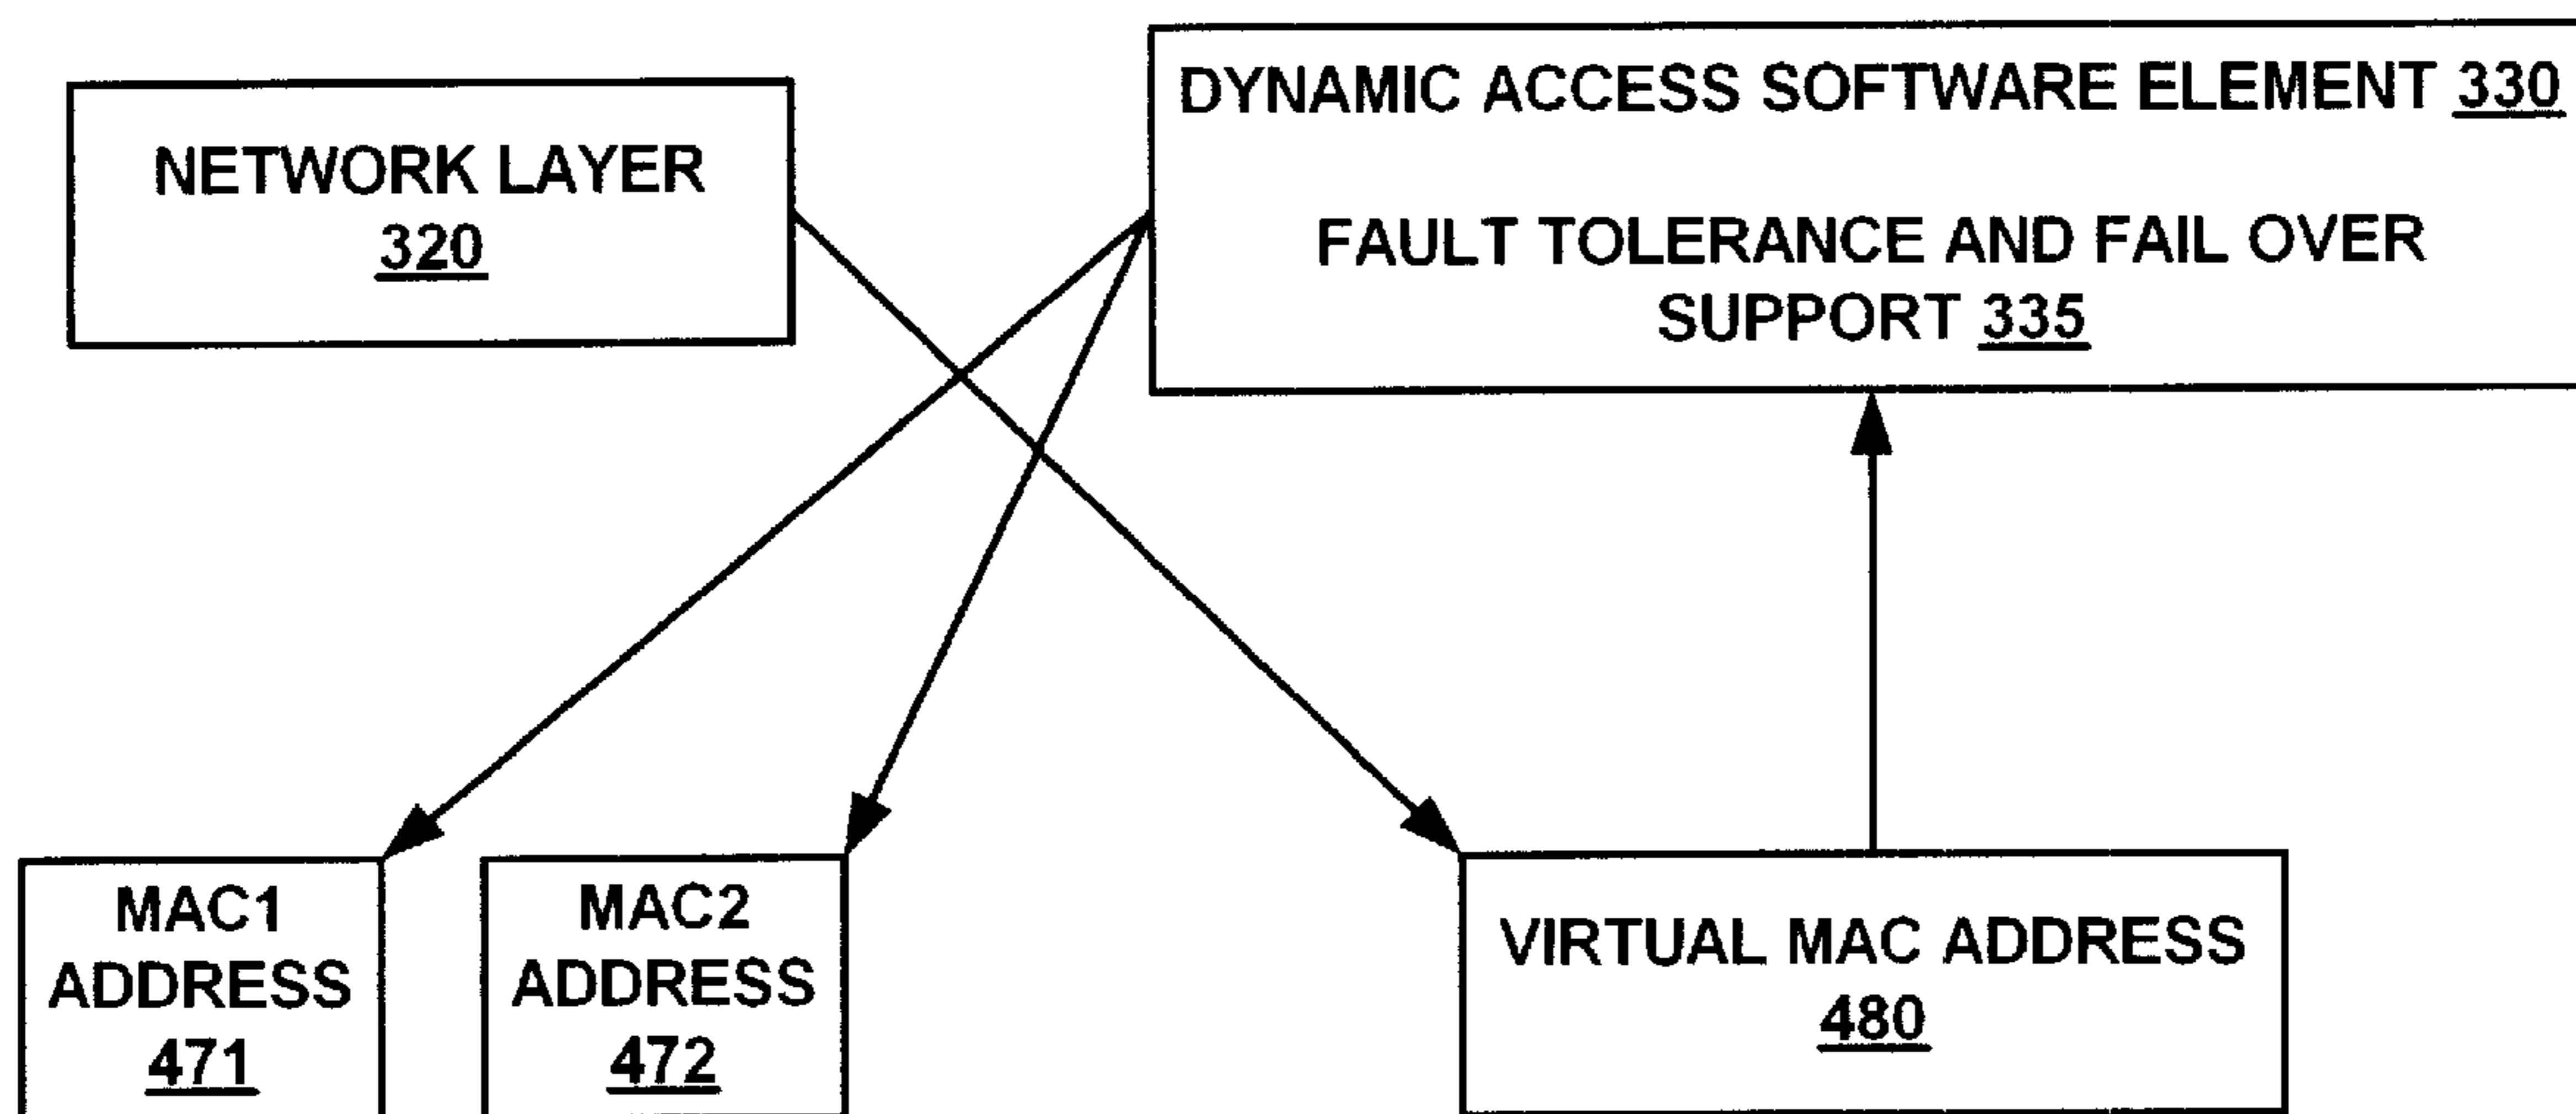 NETWORK LAYER
320
DYNAMIC ACCESS SOFTWARE ELEMENT 330
FAULT TOLERANCE AND FAIL OVER
SUPPORT 335
MAC1
ADDRESS
471
MAC2
ADDRESS
472
VIRTUAL MAC ADDRESS
480